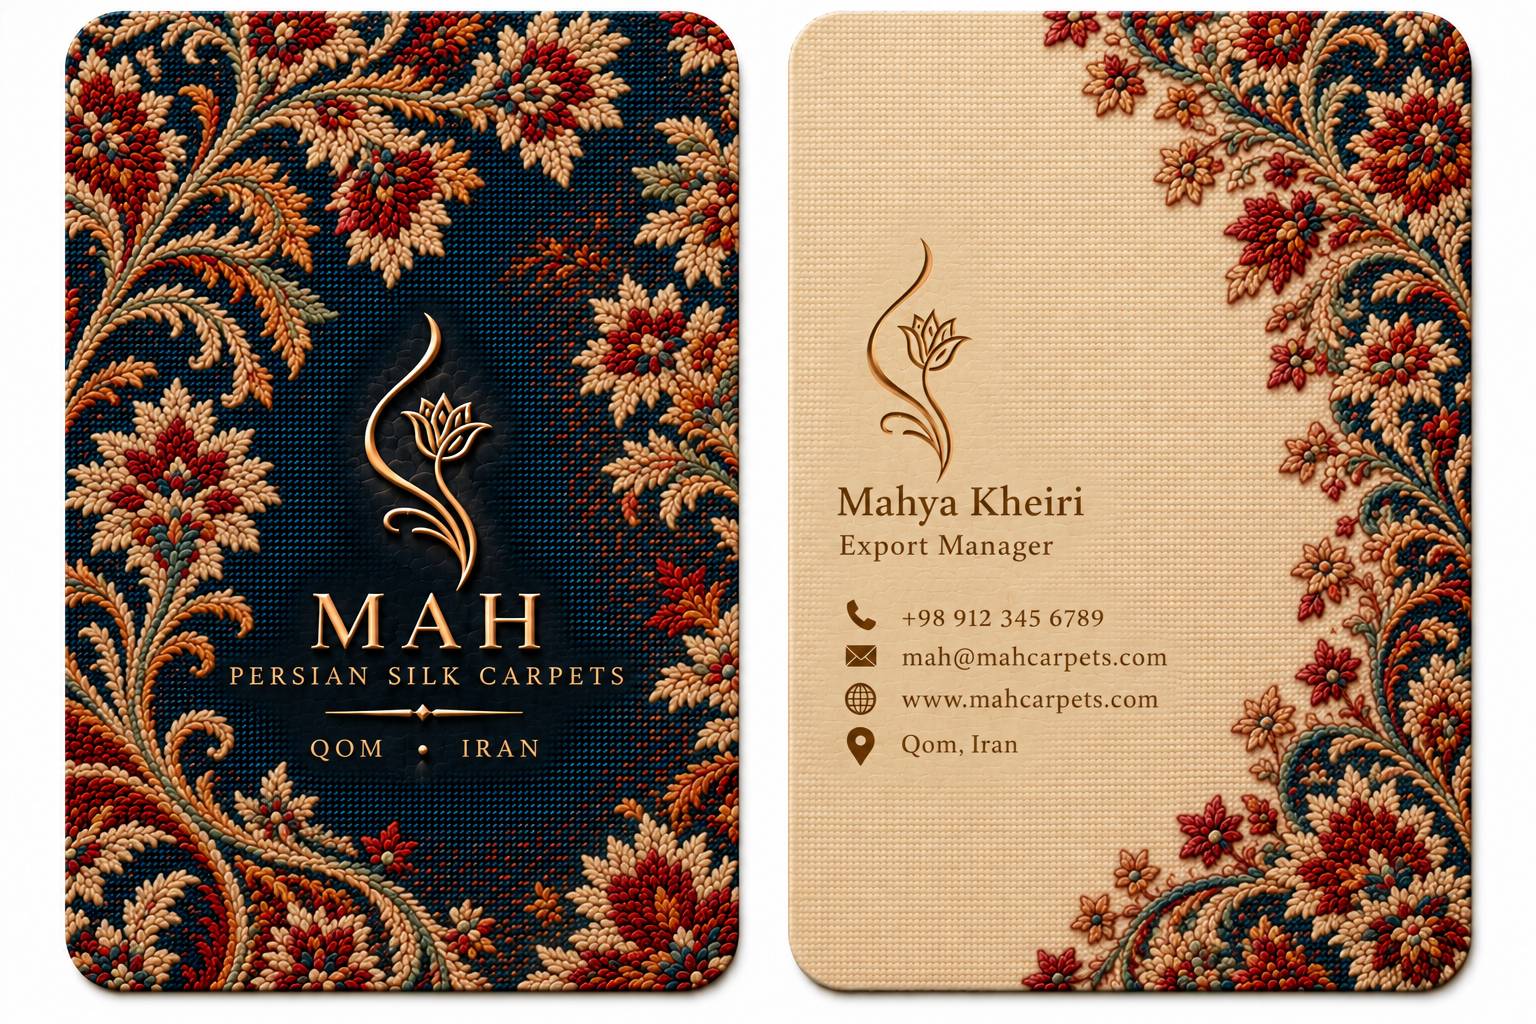 MAH
PERSIAN SILK CARPETS
QOM • IRAN
Mahya Kheiri
Export Manager
+98 912 345 6789
mah@mahcarpets.com
www.mahcarpets.com
Qom, Iran